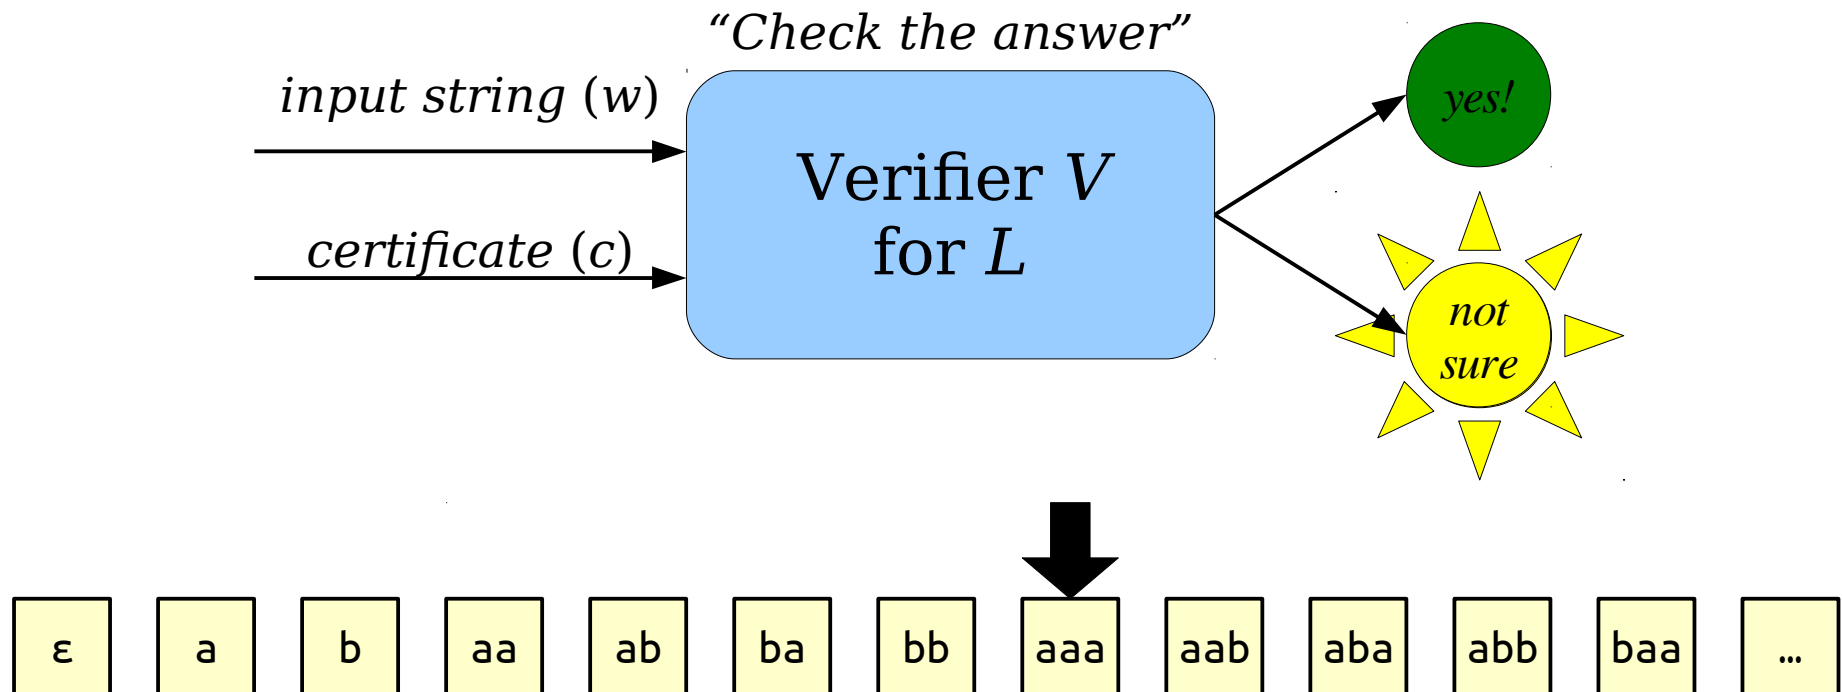 “Check the answer”
input string (w)
certificate (c)
Verifier V
for L
yes!
not
sure
ε a b aa ab ba bb aaa aab aba abb baa …